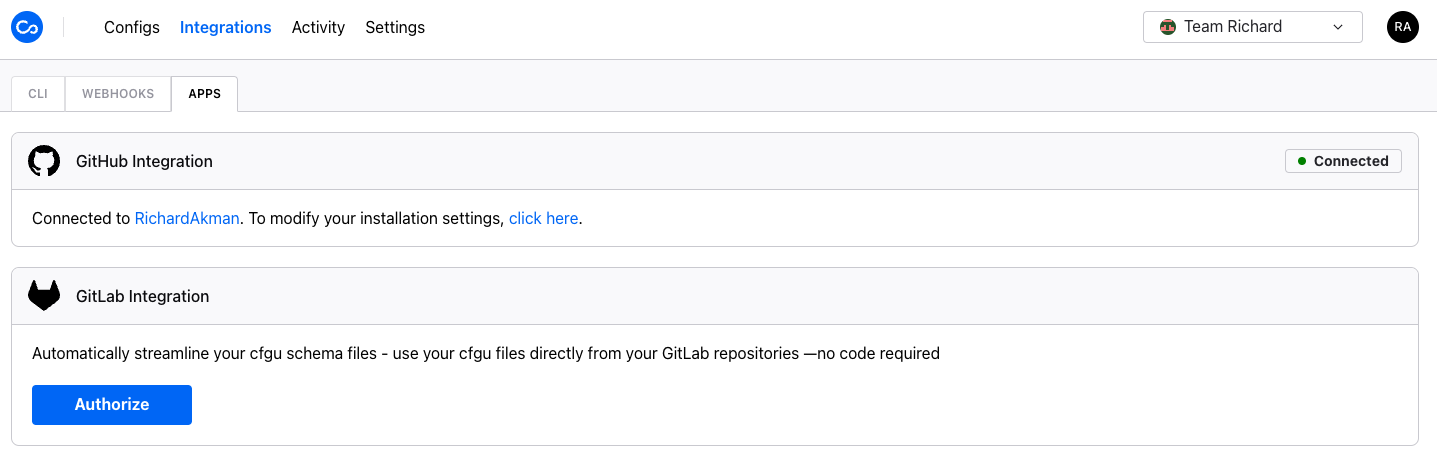 Configs Integrations Activity Settings Team Richard RA
CLI WEBHOOKS APPS
GitHub Integration Connected
Connected to RichardAkman. To modify your installation settings, click here.
GitLab Integration
Automatically streamline your cfgu schema files - use your cfgu files directly from your GitLab repositories —no code required
Authorize